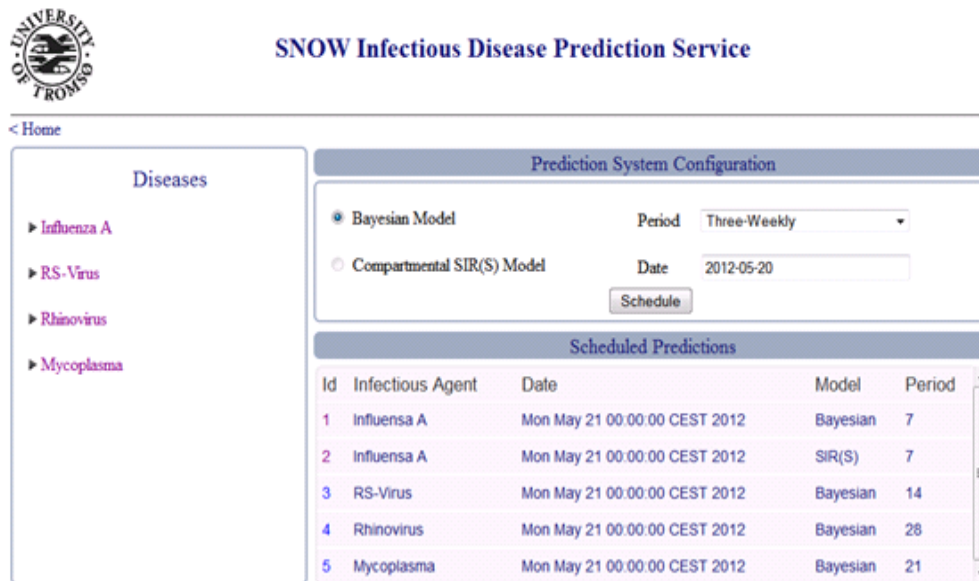 UNIVERSITY OF TROMSØ
SNOW Infectious Disease Prediction Service
< Home
Diseases
Influenza A
RS-Virus
Rhinovirus
Mycoplasma
Prediction System Configuration
Bayesian Model Period Three-Weekly
Compartmental SIR(S) Model Date 2012-05-20
Schedule
Scheduled Predictions
Id Infectious Agent Date Model Period
1 Influensa A Mon May 21 00:00:00 CEST 2012 Bayesian 7
2 Influensa A Mon May 21 00:00:00 CEST 2012 SIR(S) 7
3 RS-Virus Mon May 21 00:00:00 CEST 2012 Bayesian 14
4 Rhinovirus Mon May 21 00:00:00 CEST 2012 Bayesian 28
5 Mycoplasma Mon May 21 00:00:00 CEST 2012 Bayesian 21